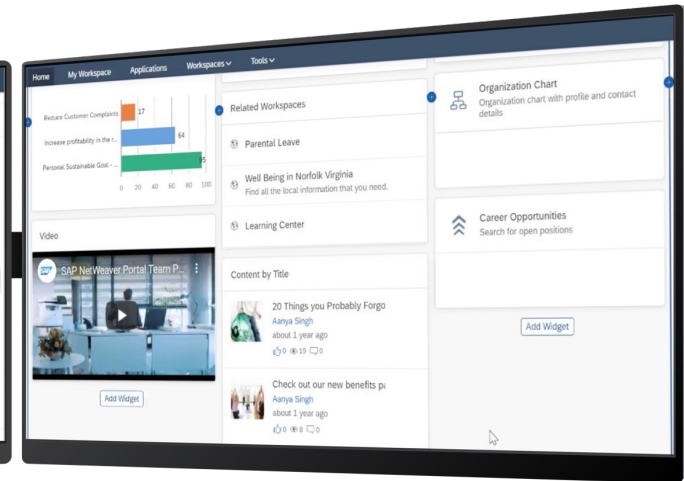 Home My Workspace Applications Workspaces Tools
Reduce Customer Complaints 17
Increase profitability in the r... 64
Personal Sustainable Goal - ... 95
0 20 40 60 80 100
Video
SAP SAP NetWeaver Portal Team P...
Add Widget
Related Workspaces
Parental Leave
Well Being in Norfolk Virginia
Find all the local information that you need.
Learning Center
Content by Title
20 Things you Probably Forgo
Aanya Singh
about 1 year ago
0 19 0
Check out our new benefits pa
Aanya Singh
about 1 year ago
0 8 0
Organization Chart
Organization chart with profile and contact
details
Career Opportunities
Search for open positions
Add Widget